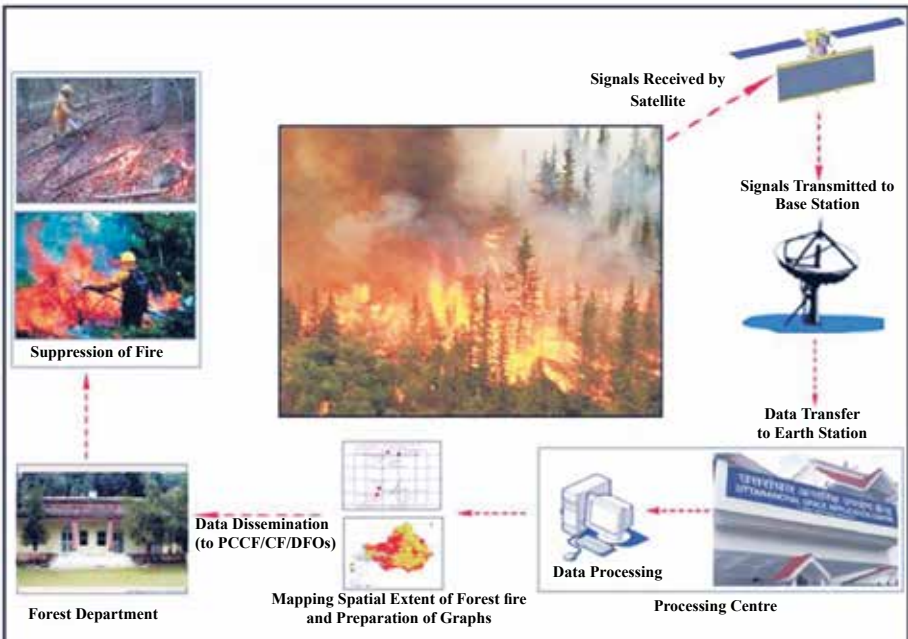 Signals Received by
Satellite
Signals Transmitted to
Base Station
Data Transfer
to Earth Station
Processing Centre
Data Processing
Mapping Spatial Extent of Forest fire
and Preparation of Graphs
Data Dissemination
(to PCCF/CF/DFOs)
Forest Department
Suppression of Fire